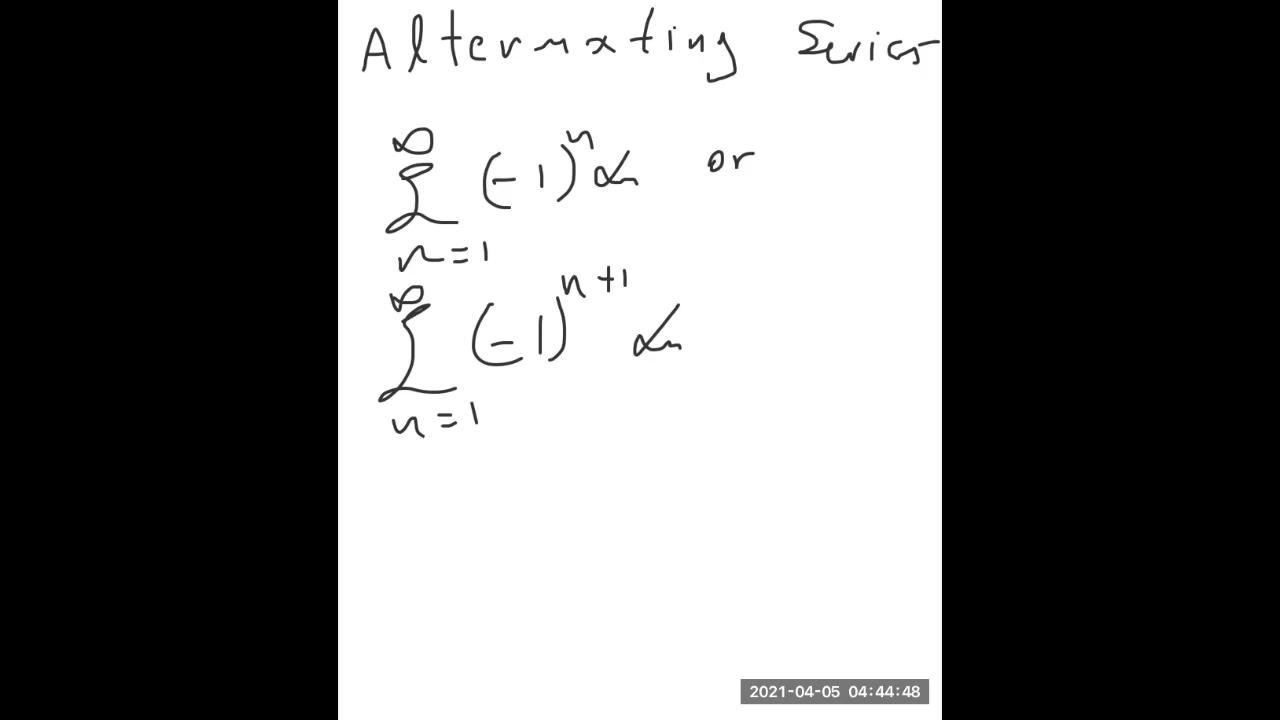 Alternating Series
∞
∑ (-1)^n a_n or
n=1
∞
∑ (-1)^{n+1} a_n
n=1
2021-04-05 04:44:48